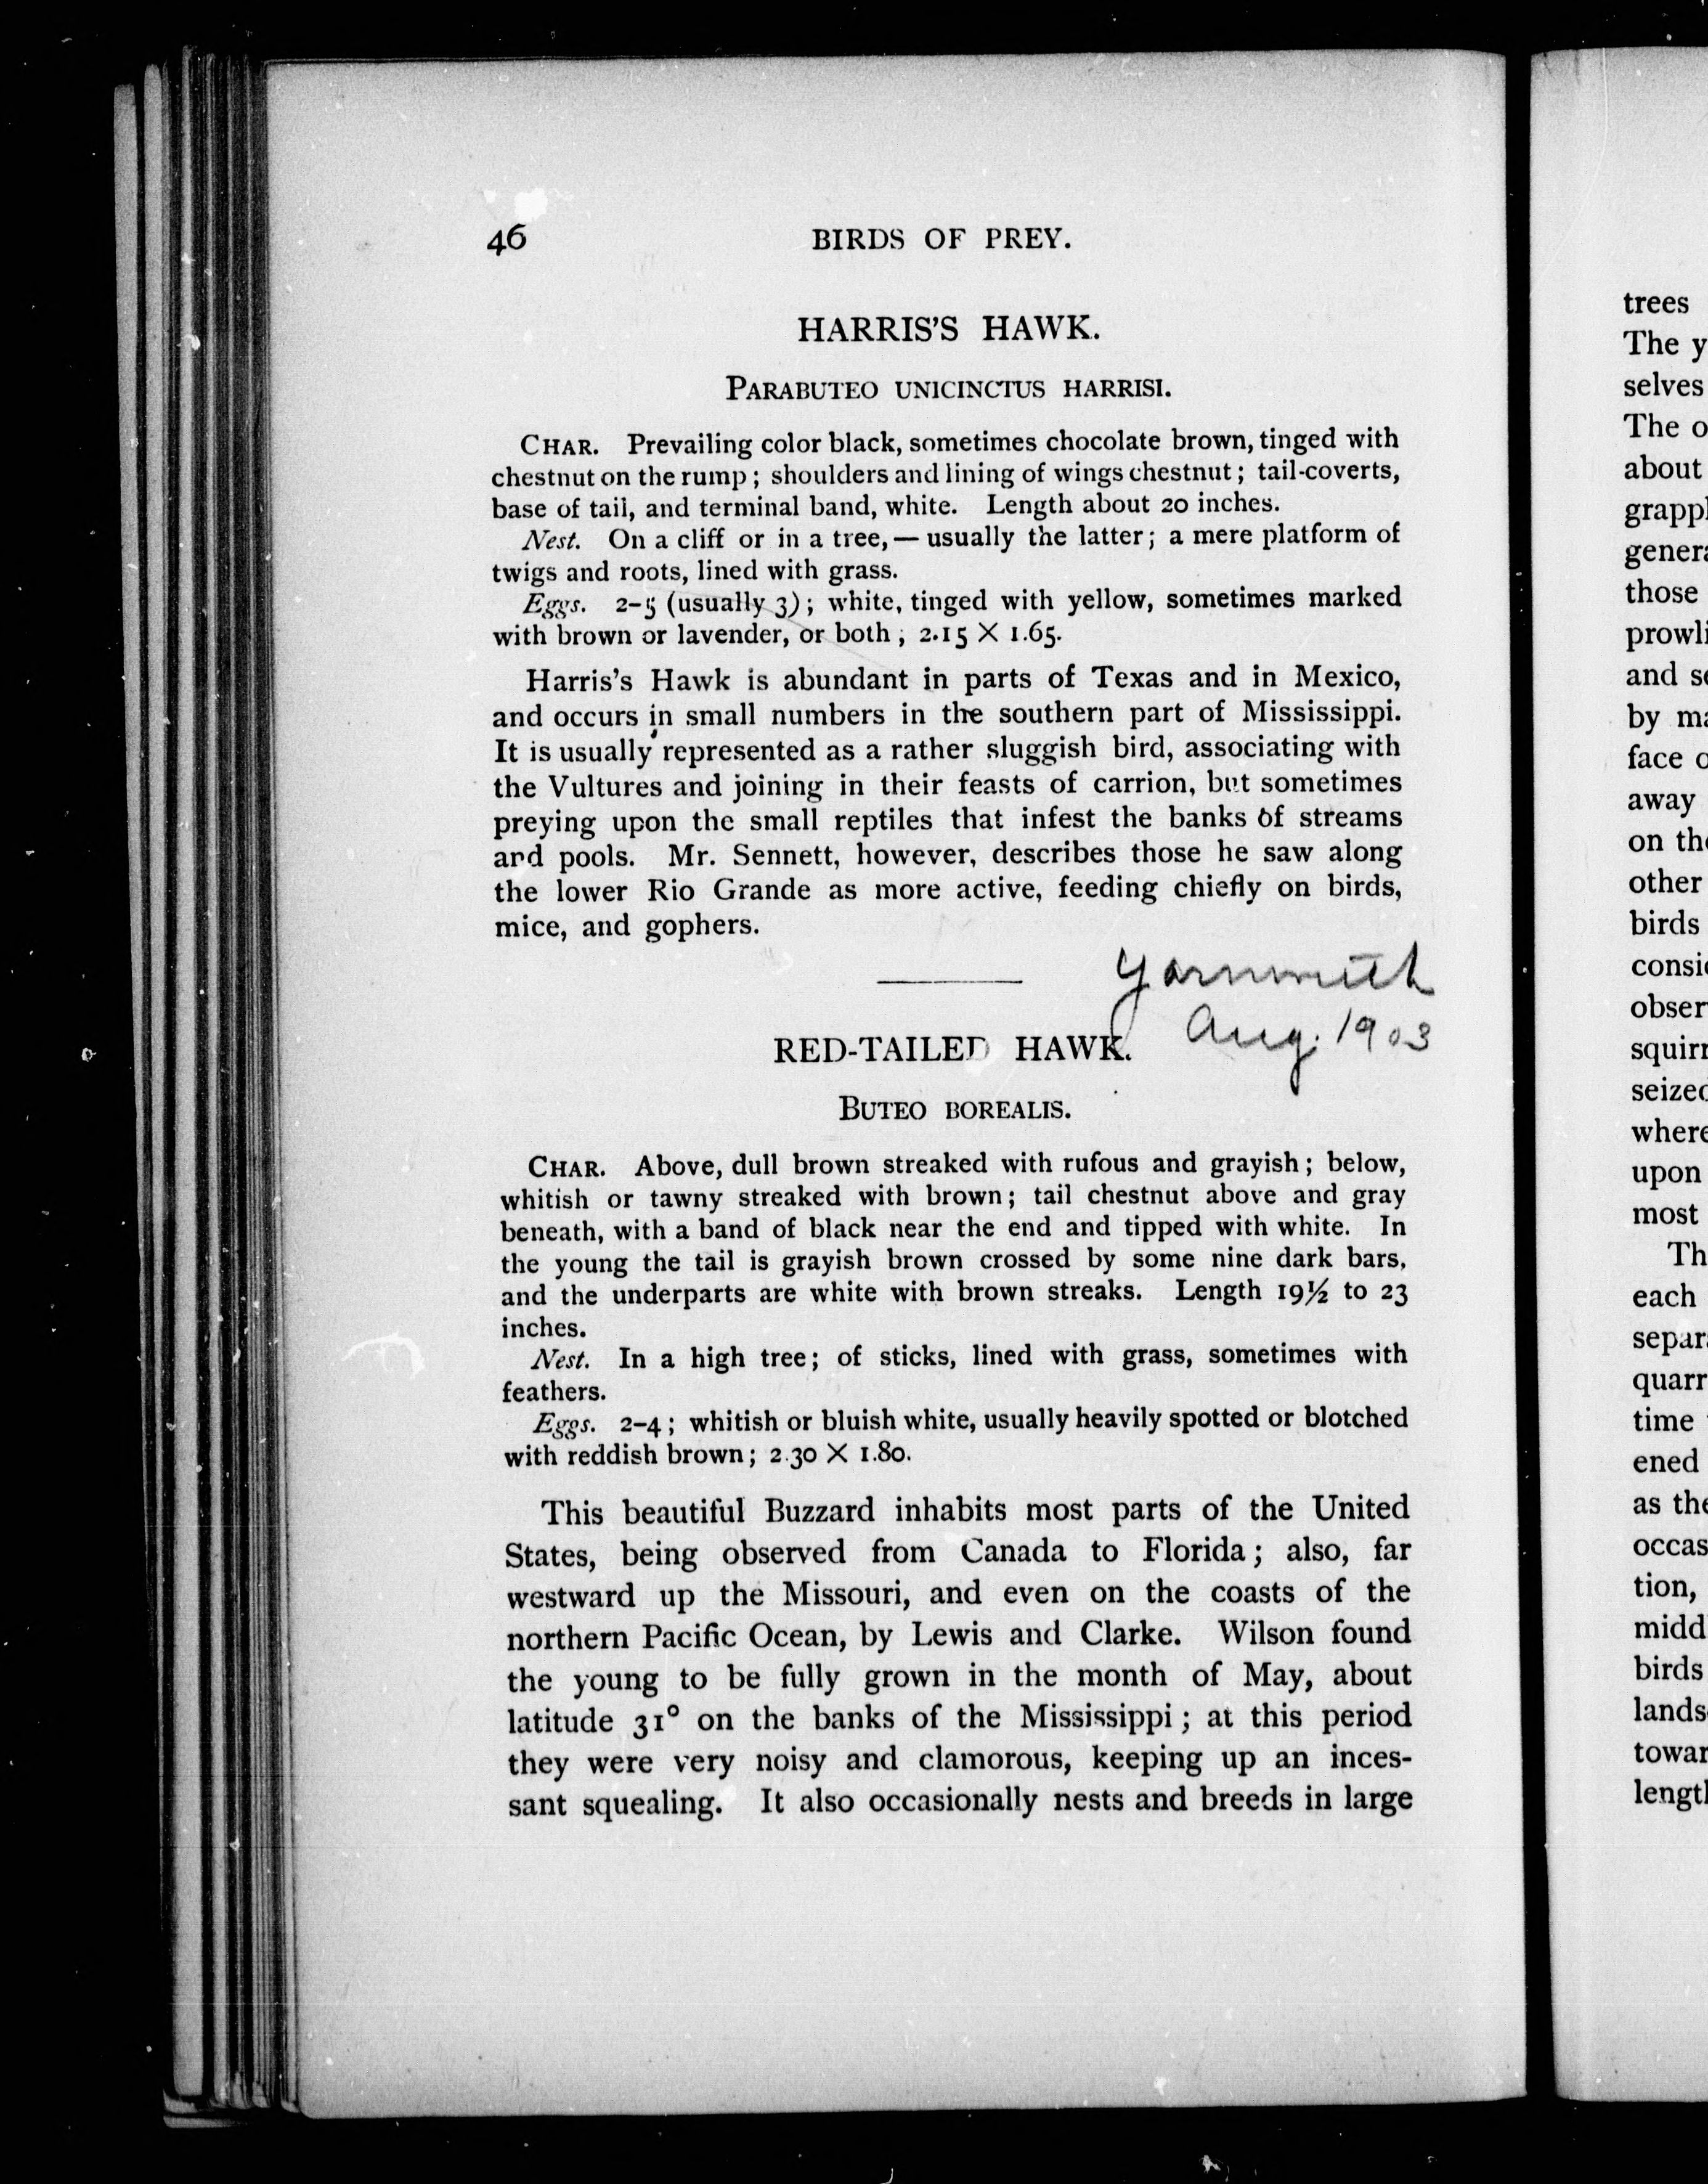 46 BIRDS OF PREY.
HARRIS'S HAWK.
PARABUTEO UNICINCTUS HARRISI.
CHAR. Prevailing color black, sometimes chocolate brown, tinged with
chestnut on the rump; shoulders and lining of wings chestnut; tail-coverts,
base of tail, and terminal band, white. Length about 20 inches.
Nest. On a cliff or in a tree, — usually the latter; a mere platform of
twigs and roots, lined with grass.
Eggs. 2–5 (usually 3); white, tinged with yellow, sometimes marked
with brown or lavender, or both; 2.15 × 1.65.
Harris's Hawk is abundant in parts of Texas and in Mexico,
and occurs in small numbers in the southern part of Mississippi.
It is usually represented as a rather sluggish bird, associating with
the Vultures and joining in their feasts of carrion, but sometimes
preying upon the small reptiles that infest the banks of streams
and pools. Mr. Sennett, however, describes those he saw along
the lower Rio Grande as more active, feeding chiefly on birds,
mice, and gophers.
Yarmouth
Aug. 1903
RED-TAILED HAWK.
BUTEO BOREALIS.
CHAR. Above, dull brown streaked with rufous and grayish; below,
whitish or tawny streaked with brown; tail chestnut above and gray
beneath, with a band of black near the end and tipped with white. In
the young the tail is grayish brown crossed by some nine dark bars,
and the underparts are white with brown streaks. Length 19½ to 23
inches.
Nest. In a high tree; of sticks, lined with grass, sometimes with
feathers.
Eggs. 2–4; whitish or bluish white, usually heavily spotted or blotched
with reddish brown; 2.30 × 1.80.
This beautiful Buzzard inhabits most parts of the United
States, being observed from Canada to Florida; also, far
westward up the Missouri, and even on the coasts of the
northern Pacific Ocean, by Lewis and Clarke. Wilson found
the young to be fully grown in the month of May, about
latitude 31° on the banks of the Mississippi; at this period
they were very noisy and clamorous, keeping up an inces-
sant squealing. It also occasionally nests and breeds in large
trees
The y
selves
The o
about
grappl
genera
those
prowli
and so
by ma
face o
away
on the
other
birds
consi
obser
squirr
seized
where
upon
most
Th
each
separa
quarr
time
ened
as the
occas
tion,
midd
birds
lands
towar
length